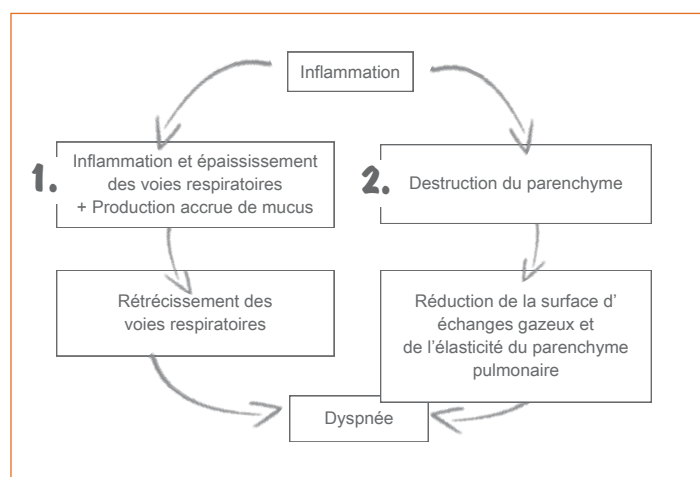 Inflammation
1.
Inflammation et épaississement
des voies respiratoires
+ Production accrue de mucus
2.
Destruction du parenchyme
Rétrécissement des
voies respiratoires
Réduction de la surface d’
échanges gazeux et
de l’élasticité du parenchyme
pulmonaire
Dyspnée